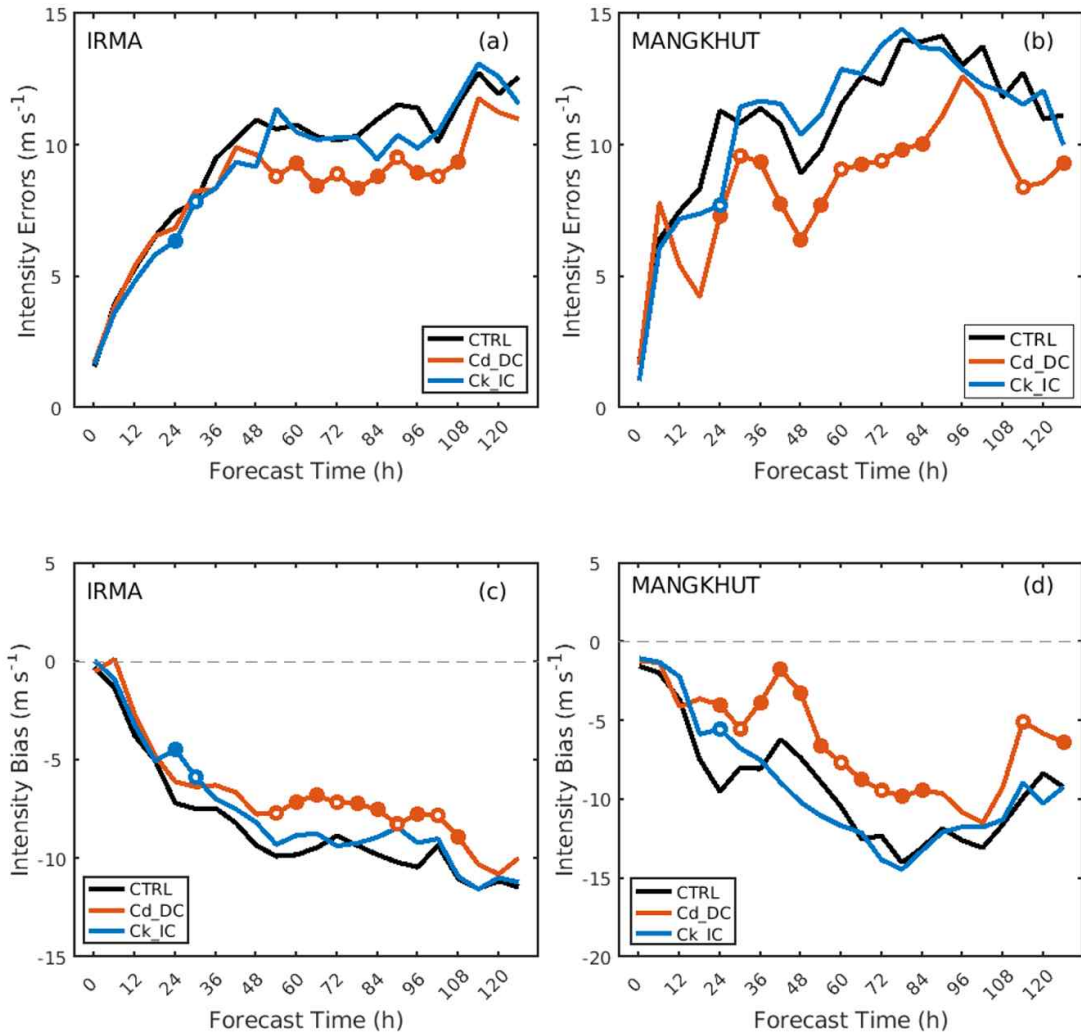 IRMA (a)
15
10
5
0
Intensity Errors (m s⁻¹)
CTRL
Cd_DC
Ck_IC
0 12 24 36 48 60 72 84 96 108 120
Forecast Time (h)
MANGKHUT (b)
15
10
5
0
Intensity Errors (m s⁻¹)
CTRL
Cd_DC
Ck_IC
0 12 24 36 48 60 72 84 96 108 120
Forecast Time (h)
IRMA (c)
5
0
-5
-10
-15
Intensity Bias (m s⁻¹)
CTRL
Cd_DC
Ck_IC
0 12 24 36 48 60 72 84 96 108 120
Forecast Time (h)
MANGKHUT (d)
5
0
-5
-10
-15
-20
Intensity Bias (m s⁻¹)
CTRL
Cd_DC
Ck_IC
0 12 24 36 48 60 72 84 96 108 120
Forecast Time (h)